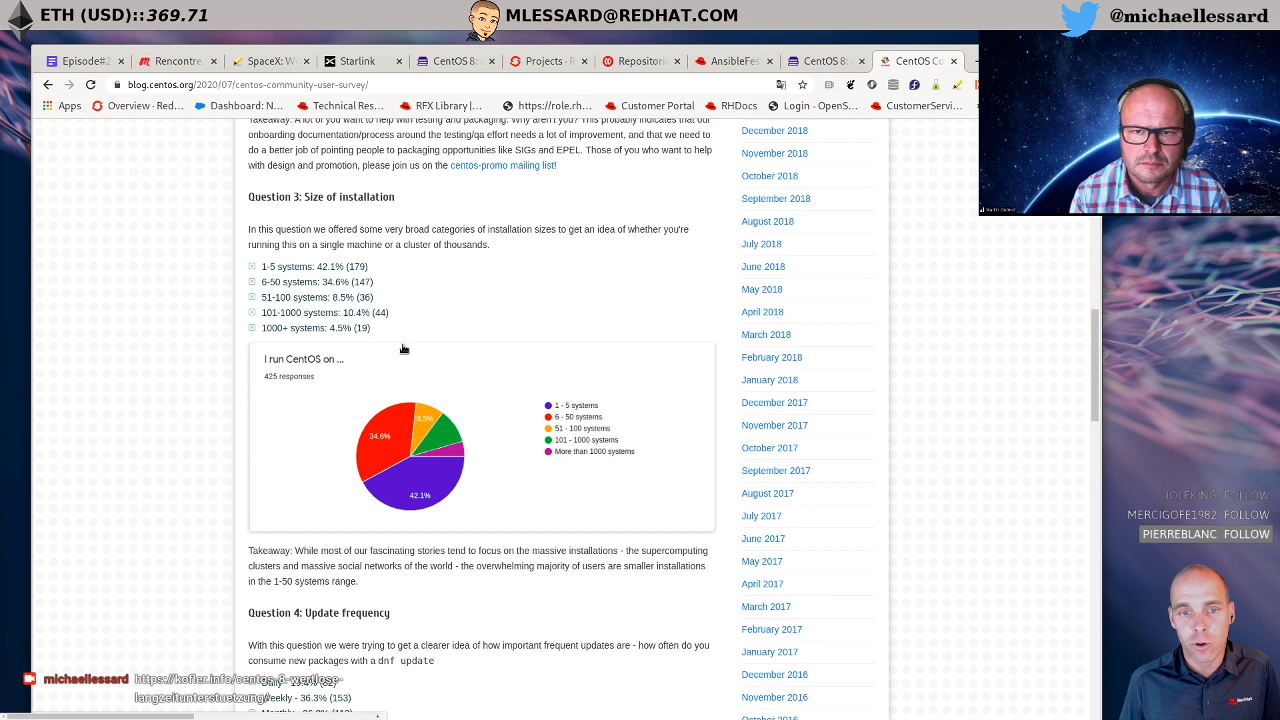 ETH (USD)::369.71
MLESSARD@REDHAT.COM
@michaellessard
Episode#2
Rencontre
SpaceX: W
Starlink
CentOS 8:
Projects - R
Repositori
AnsibleFes
CentOS 8:
CentOS Co
blog.centos.org/2020/07/centos-community-user-survey/
Apps
Overview - Red...
Dashboard: N...
Technical Res...
RFX Library |...
https://role.rh...
Customer Portal
RHDocs
Login - OpenS...
CustomerServi...
Takeaway: A lot of you want to help with testing and packaging. Why aren't you? This probably indicates that our
onboarding documentation/process around the testing/qa effort needs a lot of improvement, and that we need to
do a better job of pointing people to packaging opportunities like SIGs and EPEL. Those of you who want to help
with design and promotion, please join us on the centos-promo mailing list!
Question 3: Size of installation
In this question we offered some very broad categories of installation sizes to get an idea of whether you're
running this on a single machine or a cluster of thousands.
1-5 systems: 42.1% (179)
6-50 systems: 34.6% (147)
51-100 systems: 8.5% (36)
101-1000 systems: 10.4% (44)
1000+ systems: 4.5% (19)
I run CentOS on ...
425 responses
8.5%
34.6%
42.1%
1 - 5 systems
6 - 50 systems
51 - 100 systems
101 - 1000 systems
More than 1000 systems
Takeaway: While most of our fascinating stories tend to focus on the massive installations - the supercomputing
clusters and massive social networks of the world - the overwhelming majority of users are smaller installations
in the 1-50 systems range.
Question 4: Update frequency
With this question we were trying to get a clearer idea of how important frequent updates are - how often do you
consume new packages with a dnf update
Weekly - 36.3% (153)
December 2018
November 2018
October 2018
September 2018
August 2018
July 2018
June 2018
May 2018
April 2018
March 2018
February 2018
January 2018
December 2017
November 2017
October 2017
September 2017
August 2017
July 2017
June 2017
May 2017
April 2017
March 2017
February 2017
January 2017
December 2016
November 2016
October 2016
JOLEKING FOLLOW
MERCIGOFE1982 FOLLOW
PIERREBLANC FOLLOW
michaellessard